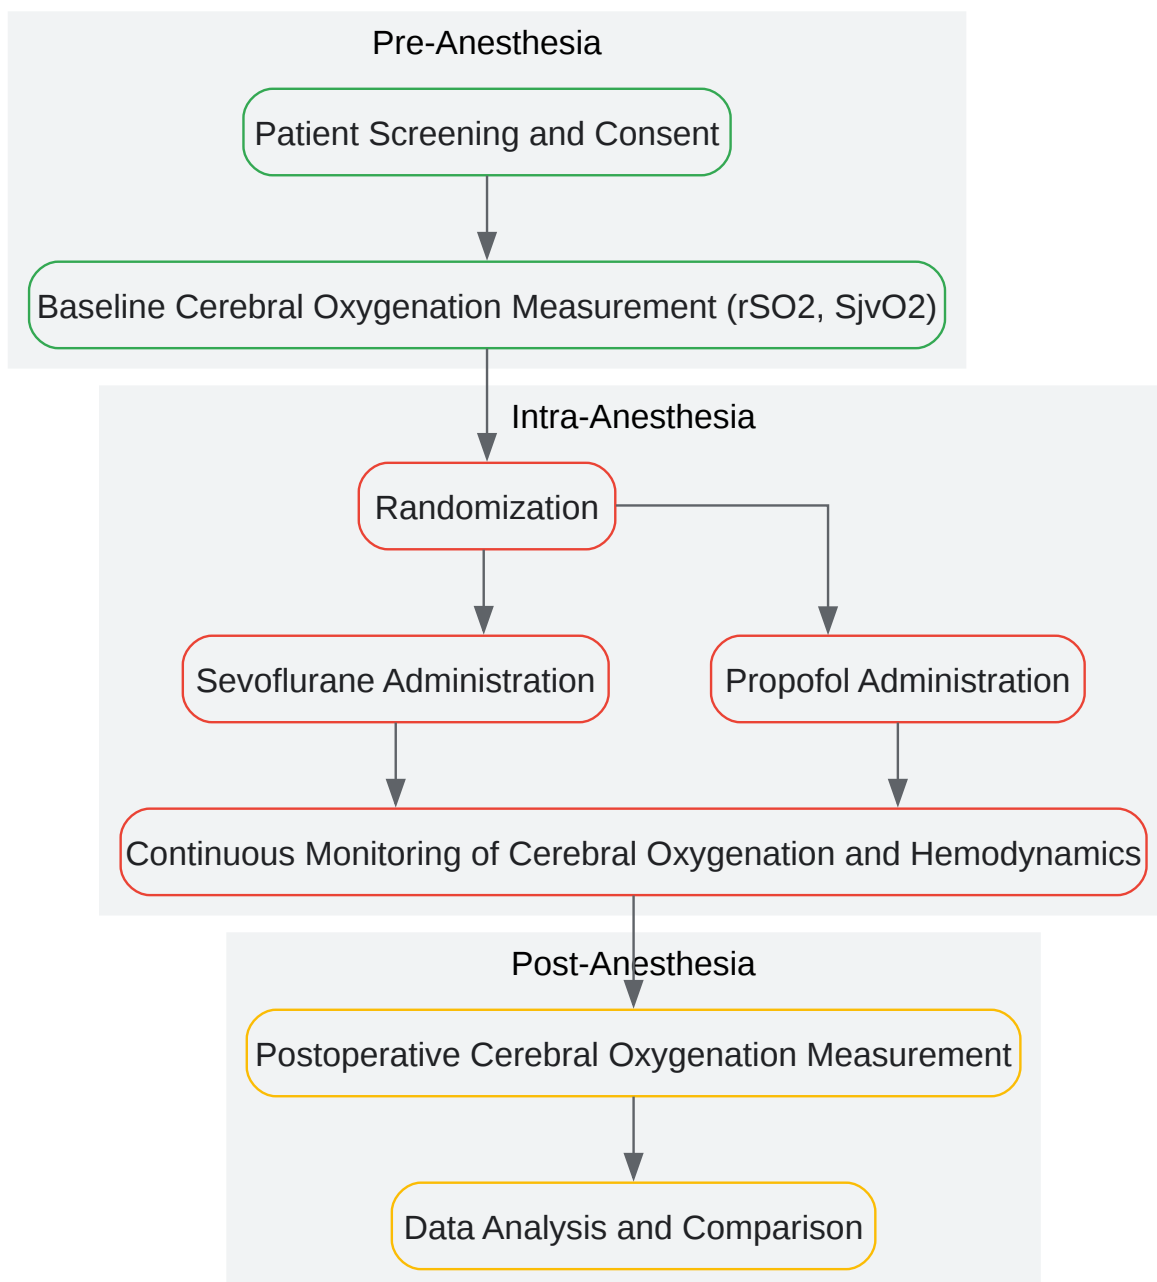 Pre-Anesthesia
Patient Screening and Consent
Baseline Cerebral Oxygenation Measurement (rSO2, SjvO2)
Intra-Anesthesia
Randomization
Sevoflurane Administration
Propofol Administration
Continuous Monitoring of Cerebral Oxygenation and Hemodynamics
Post-Anesthesia
Postoperative Cerebral Oxygenation Measurement
Data Analysis and Comparison